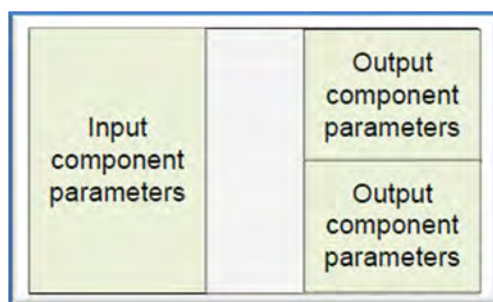 Input
component
parameters
Output
component
parameters
Output
component
parameters